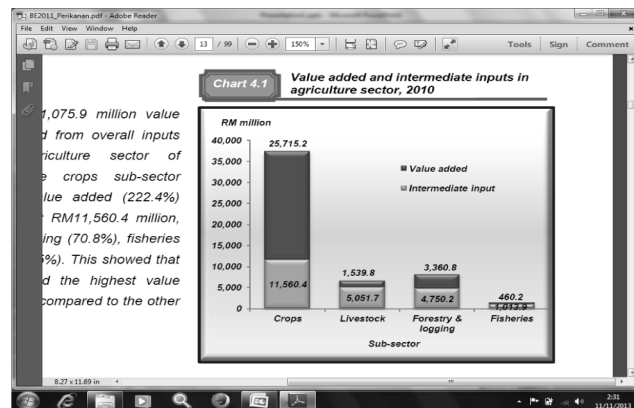 BE2011_Perikanan.pdf - Adobe Reader
File Edit View Window Help
13 / 99
150%
Tools Sign Comment
Chart 4.1
Value added and intermediate inputs in
agriculture sector, 2010
1,075.9 million value
from overall inputs
sector of
crops sub-sector
added (222.4%)
RM11,560.4 million,
(70.8%), fisheries
This showed that
the highest value
compared to the other
RM million
40,000
35,000
30,000
25,000
20,000
15,000
10,000
5,000
0
25,715.2
11,560.4
1,539.8
5,051.7
3,360.8
4,750.2
460.2
1,013.9
Value added
Intermediate input
Crops Livestock Forestry & logging Fisheries
Sub-sector
8.27 x 11.69 in
2:31
11/11/2013